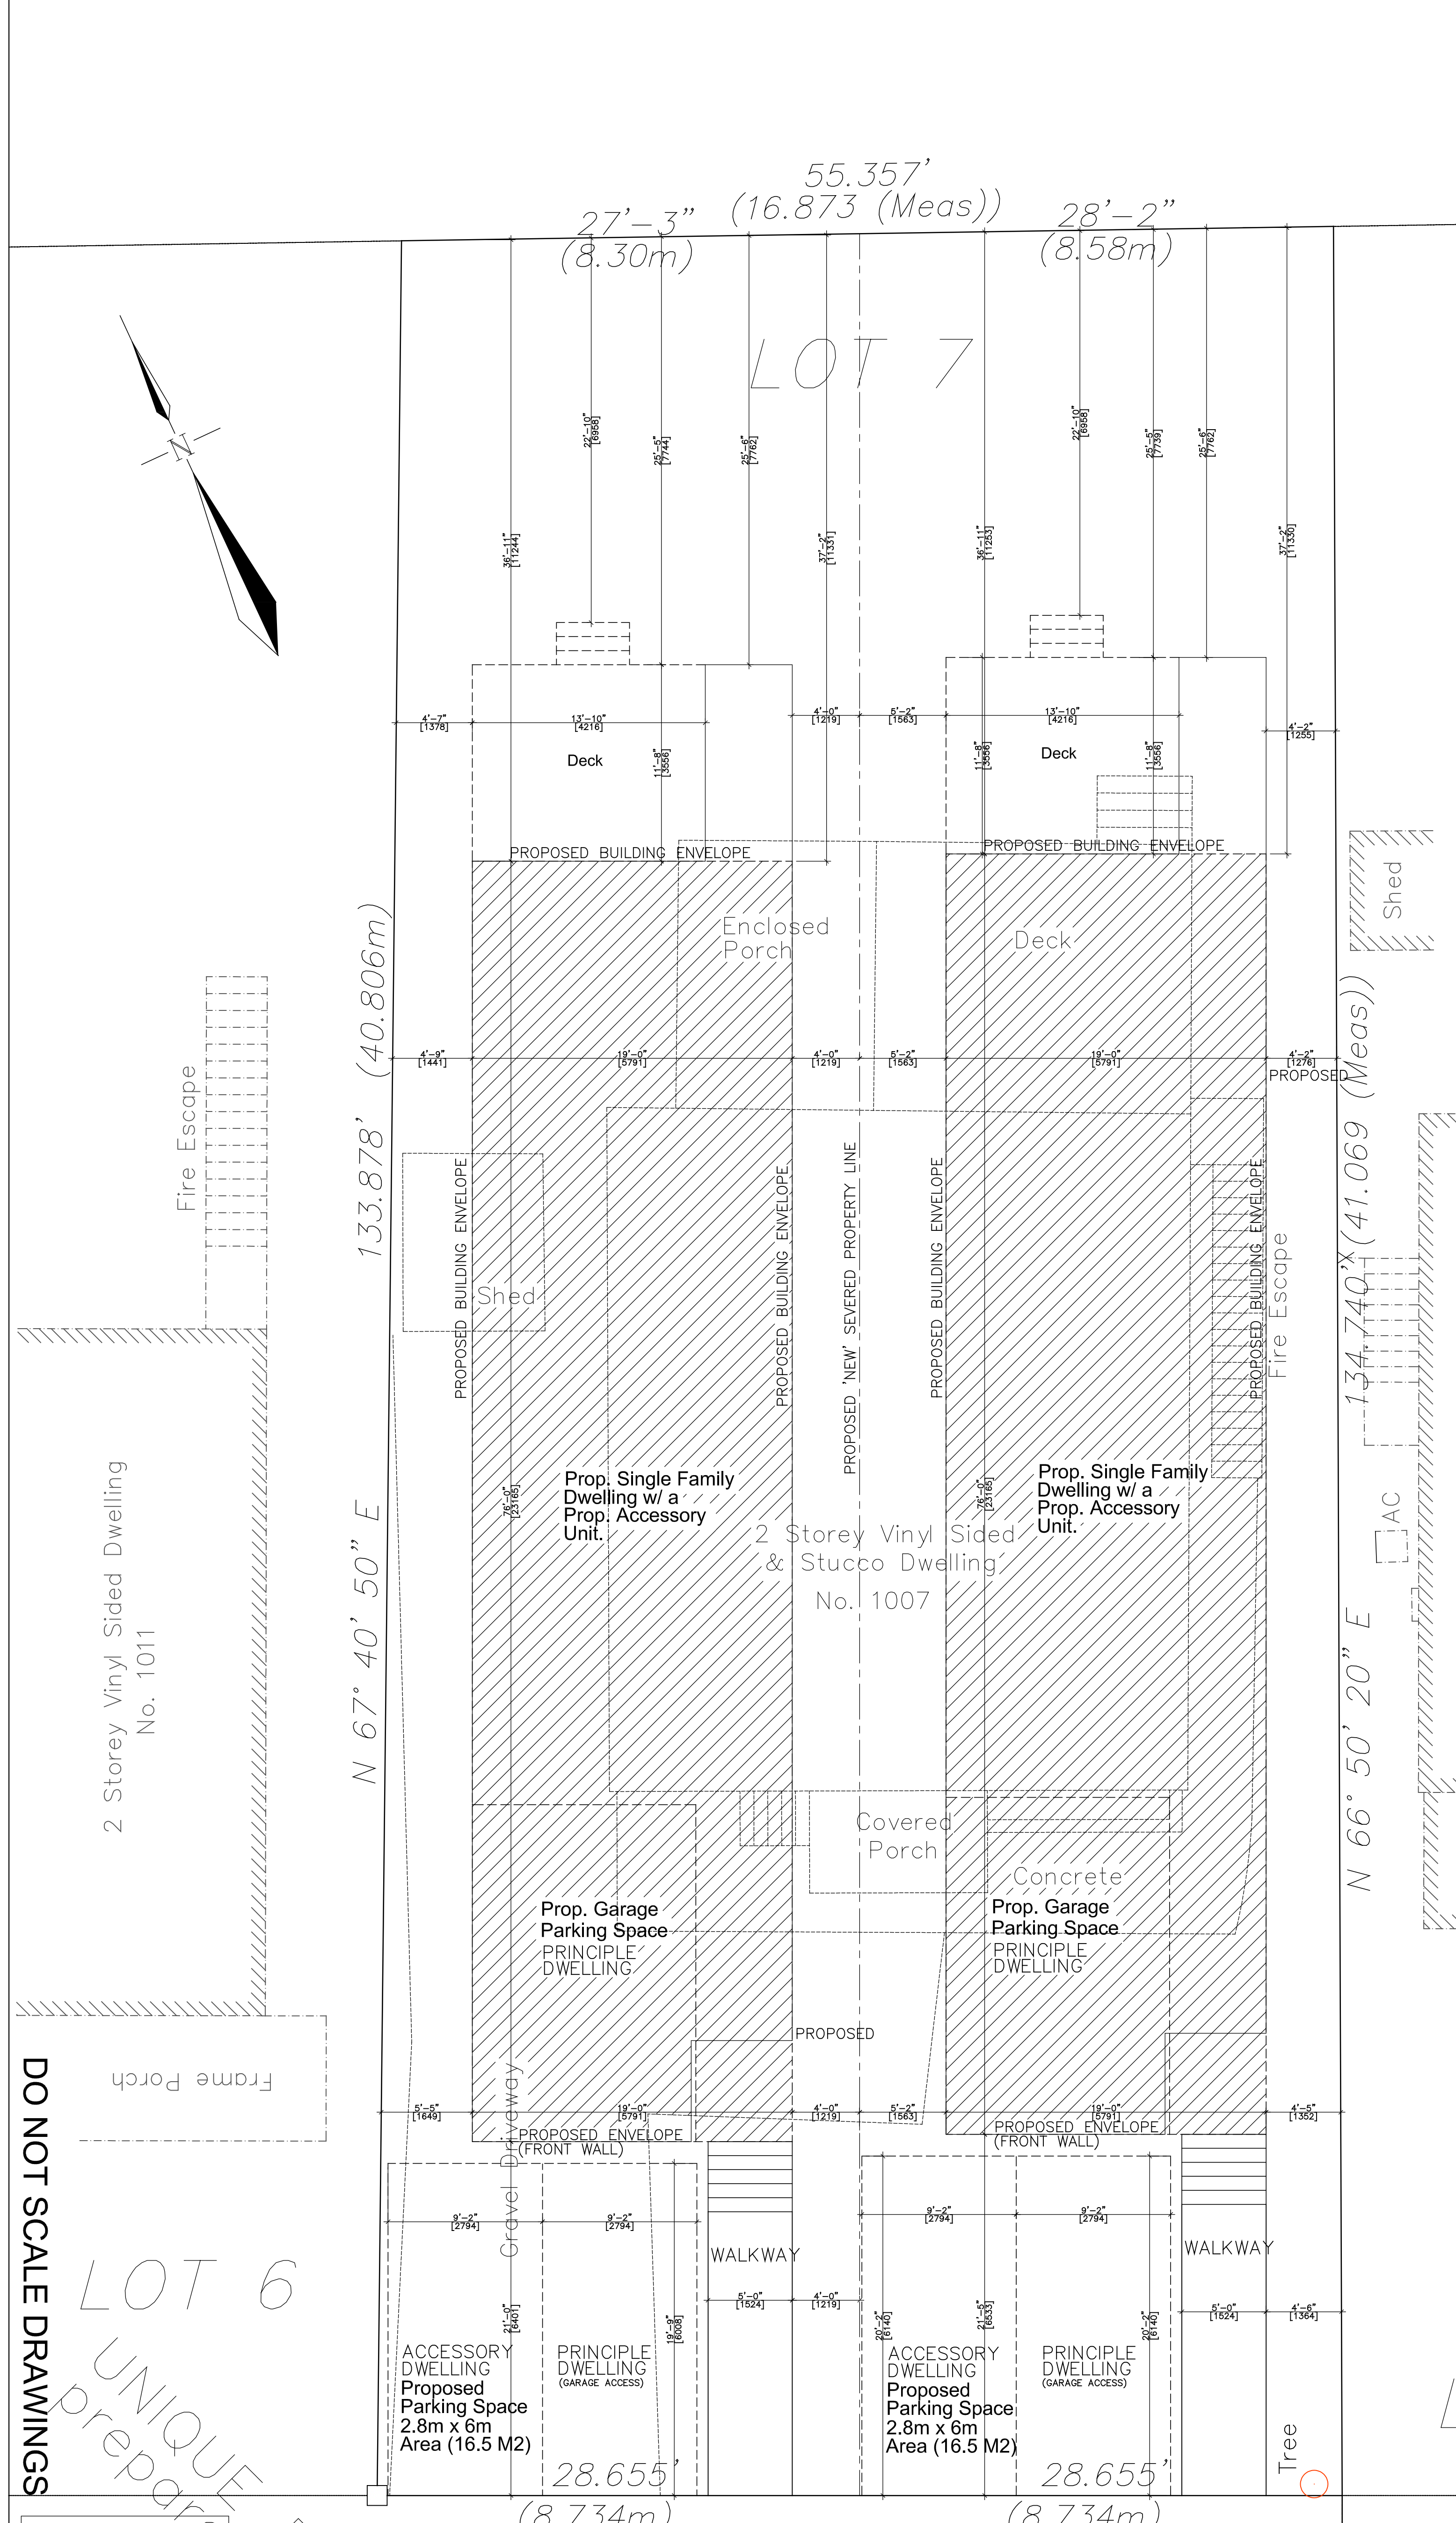 55.357'
(16.873 (Meas))
27'-3"
(8.30m)
28'-2"
(8.58m)
LOT 7
N
22'-10"
[6958]
25'-5"
[7744]
25'-6"
[7762]
22'-10"
[6958]
25'-5"
[7739]
25'-6"
[7762]
36'-11"
[11244]
37'-2"
[11331]
36'-11"
[11253]
37'-2"
[11330]
4'-7"
[1378]
13'-10"
[4216]
4'-0"
[1219]
5'-2"
[1563]
13'-10"
[4216]
4'-2"
[1255]
Deck
11'-8"
[3556]
11'-8"
[3556]
Deck
11'-8"
[3556]
PROPOSED BUILDING ENVELOPE
PROPOSED BUILDING ENVELOPE
Shed
Enclosed
Porch
Deck
133.878' (40.806m)
134.740' (41.069 (Meas))
X
4'-9"
[1441]
19'-0"
[5791]
4'-0"
[1219]
5'-2"
[1563]
19'-0"
[5791]
4'-2"
[1276]
PROPOSED
Fire Escape
PROPOSED BUILDING ENVELOPE
PROPOSED BUILDING ENVELOPE
PROPOSED 'NEW' SEVERED PROPERTY LINE
PROPOSED BUILDING ENVELOPE
PROPOSED BUILDING ENVELOPE
Fire Escape
Shed
2 Storey Vinyl Sided Dwelling
No. 1011
N 67° 40' 50" E
76'-0"
[23165]
Prop. Single Family
Dwelling w/ a
Prop. Accessory
Unit.
76'-0"
[23165]
Prop. Single Family
Dwelling w/ a
Prop. Accessory
Unit.
2 Storey Vinyl Sided
& Stucco Dwelling
No. 1007
AC
N 66° 50' 20" E
Covered
Porch
Concrete
Prop. Garage
Parking Space
PRINCIPLE
DWELLING
Prop. Garage
Parking Space
PRINCIPLE
DWELLING
PROPOSED
Frame Porch
5'-5"
[1649]
19'-0"
[5791]
4'-0"
[1219]
5'-2"
[1563]
19'-0"
[5791]
4'-5"
[1352]
PROPOSED ENVELOPE
(FRONT WALL)
PROPOSED ENVELOPE
(FRONT WALL)
Gravel Driveway
9'-2"
[2794]
9'-2"
[2794]
9'-2"
[2794]
9'-2"
[2794]
WALKWAY
WALKWAY
5'-0"
[1524]
4'-0"
[1219]
5'-0"
[1524]
4'-6"
[1364]
21'-0"
[6401]
19'-9"
[6008]
20'-2"
[6140]
21'-5"
[6533]
20'-2"
[6140]
ACCESSORY
DWELLING
Proposed
Parking Space
2.8m x 6m
Area (16.5 M2)
PRINCIPLE
DWELLING
(GARAGE ACCESS)
ACCESSORY
DWELLING
Proposed
Parking Space
2.8m x 6m
Area (16.5 M2)
PRINCIPLE
DWELLING
(GARAGE ACCESS)
Tree
28.655'
(8.734m)
28.655'
(8.734m)
LOT 6
DO NOT SCALE DRAWINGS
UNIQUE